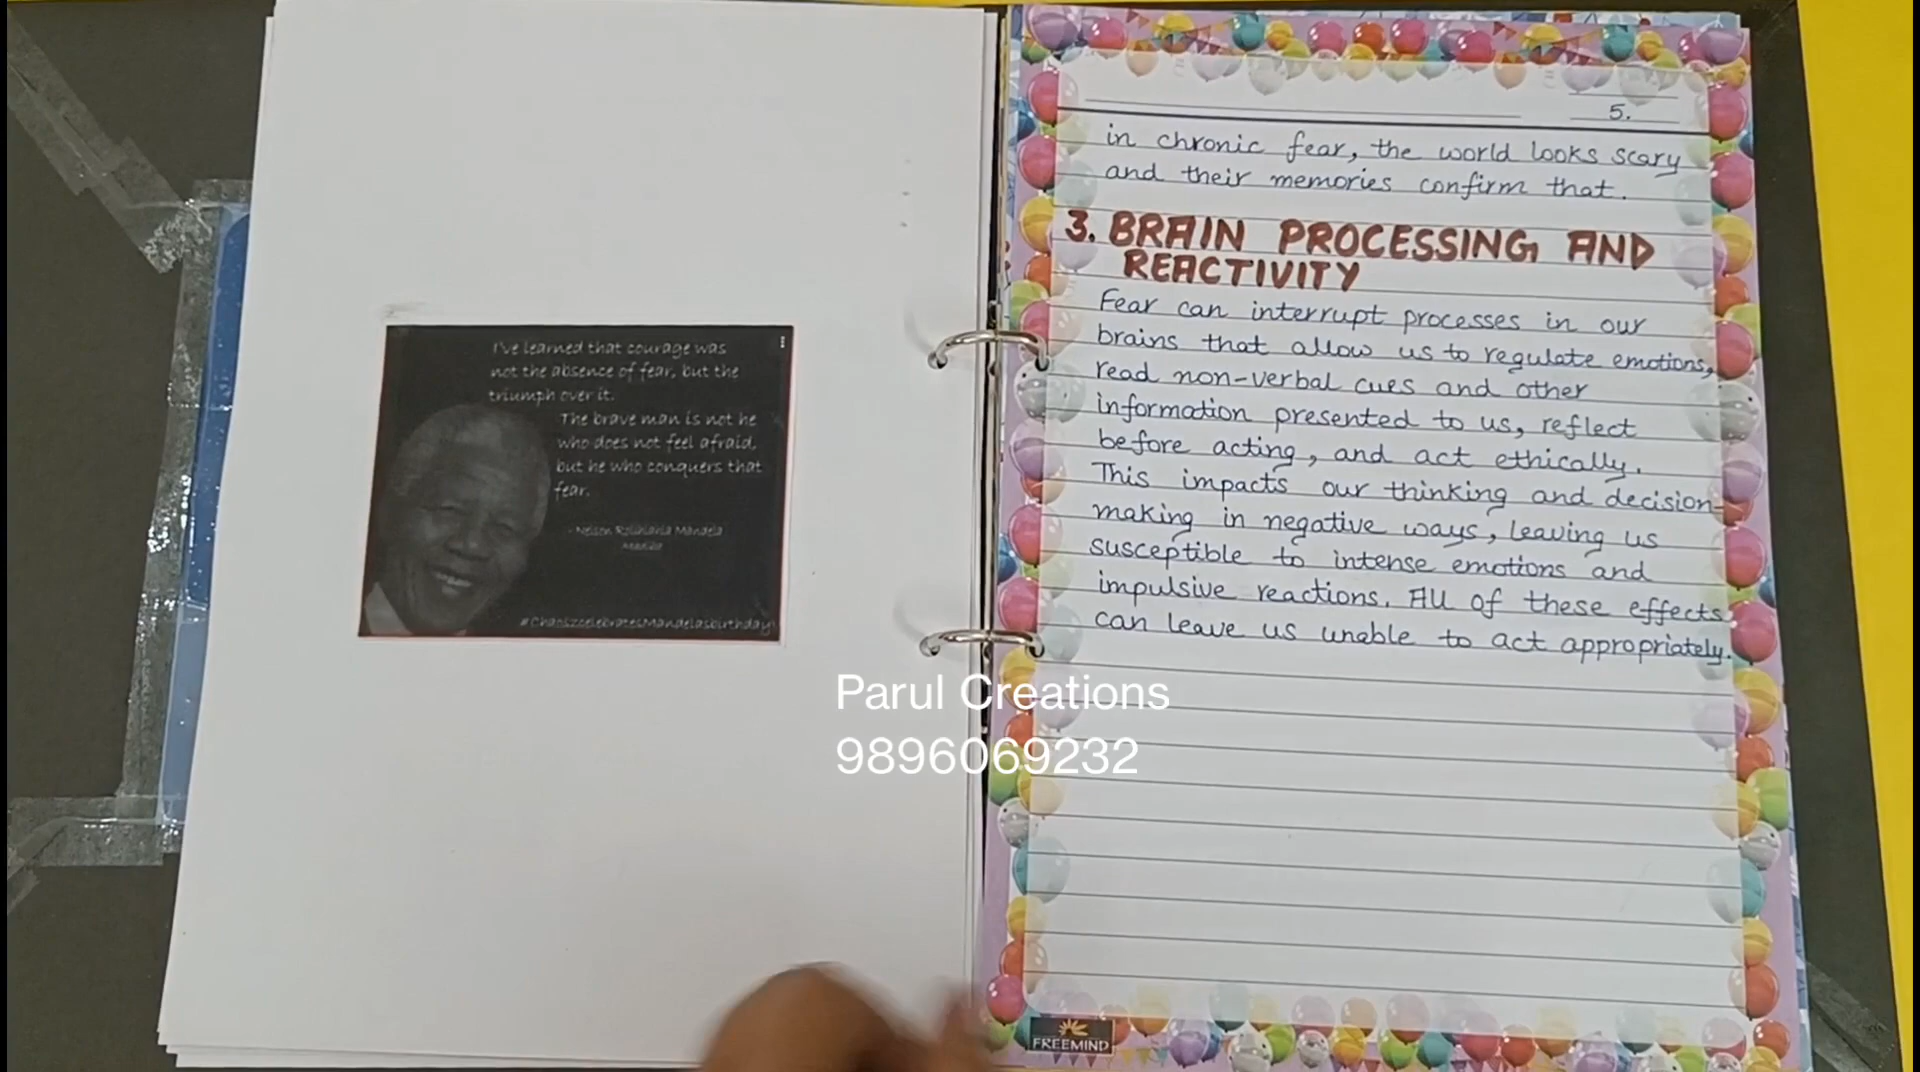 I've learned that courage was
not the absence of fear, but the
triumph over it.
The brave man is not he
who does not feel afraid,
but he who conquers that
fear.
- Nelson Rolihlahla Mandela
#ChaoszcelebratesMandelasbirthday
5.
in chronic fear, the world looks scary
and their memories confirm that.
3. BRAIN PROCESSING AND
REACTIVITY
Fear can interrupt processes in our
brains that allow us to regulate emotions,
read non-verbal cues and other
information presented to us, reflect
before acting, and act ethically.
This impacts our thinking and decision-
making in negative ways, leaving us
susceptible to intense emotions and
impulsive reactions. All of these effects
can leave us unable to act appropriately.
Parul Creations
9896069232
FREEMIND